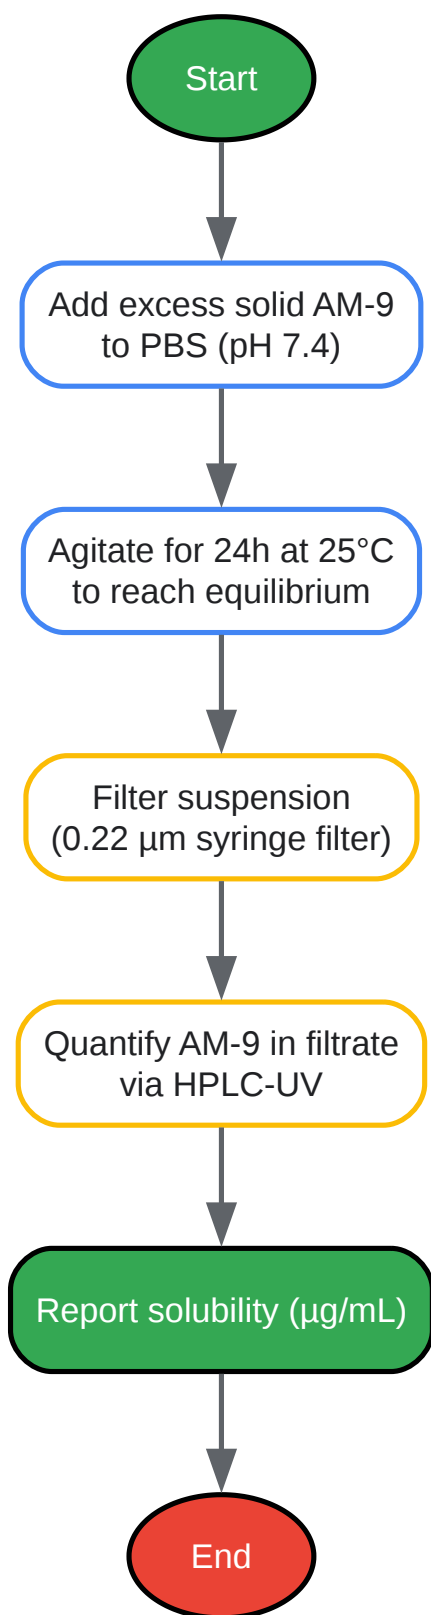 Start
Add excess solid AM-9
to PBS (pH 7.4)
Agitate for 24h at 25°C
to reach equilibrium
Filter suspension
(0.22 µm syringe filter)
Quantify AM-9 in filtrate
via HPLC-UV
Report solubility (µg/mL)
End